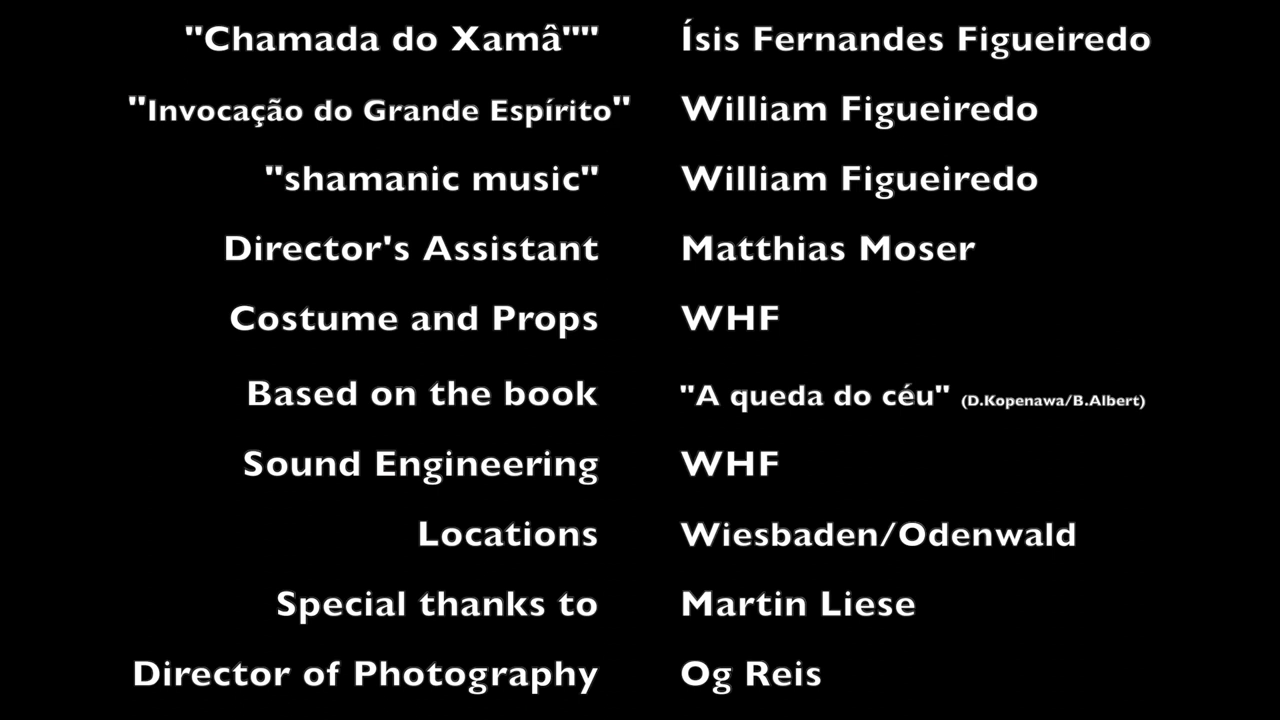 "Chamada do Xamâ"" Ísis Fernandes Figueiredo
"Invocação do Grande Espírito" William Figueiredo
"shamanic music" William Figueiredo
Director's Assistant Matthias Moser
Costume and Props WHF
Based on the book "A queda do céu" (D.Kopenawa/B.Albert)
Sound Engineering WHF
Locations Wiesbaden/Odenwald
Special thanks to Martin Liese
Director of Photography Og Reis